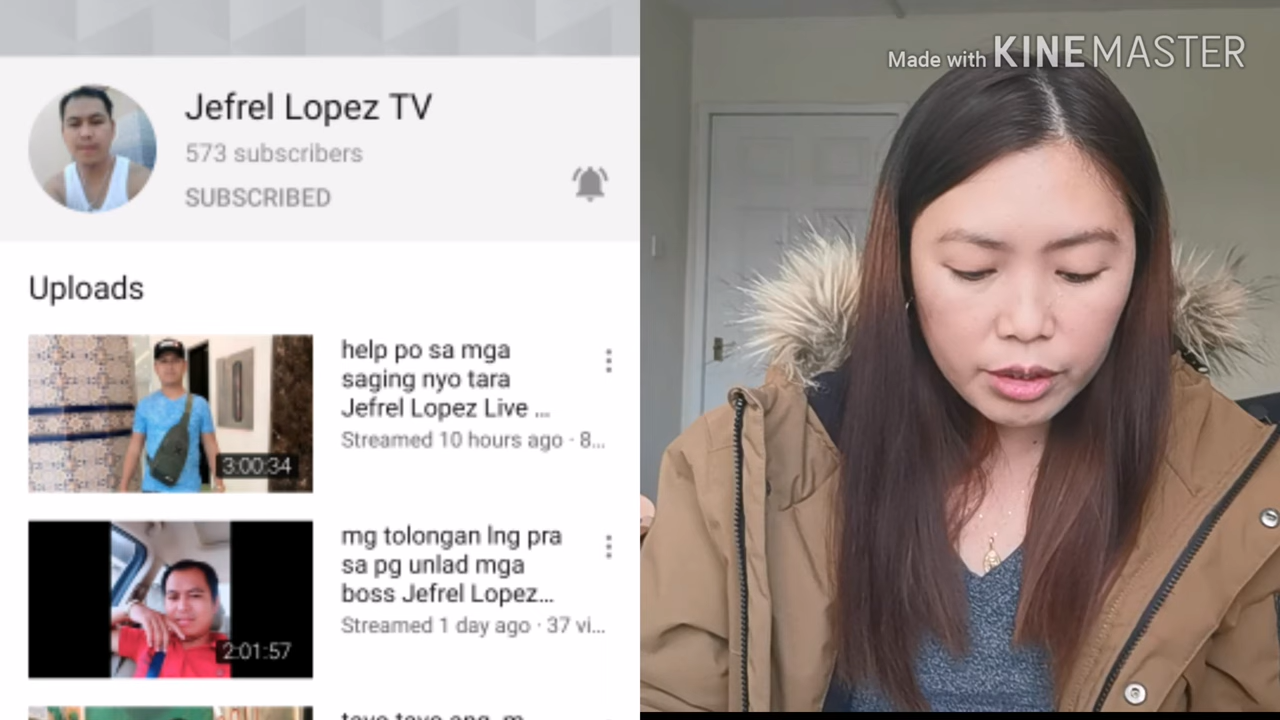 Jefrel Lopez TV
573 subscribers
SUBSCRIBED
Uploads
help po sa mga
saging nyo tara
Jefrel Lopez Live ...
Streamed 10 hours ago · 8...
3:00:34
mg tolongan lng pra
sa pg unlad mga
boss Jefrel Lopez...
Streamed 1 day ago · 37 vi...
2:01:57
Made with KINEMASTER